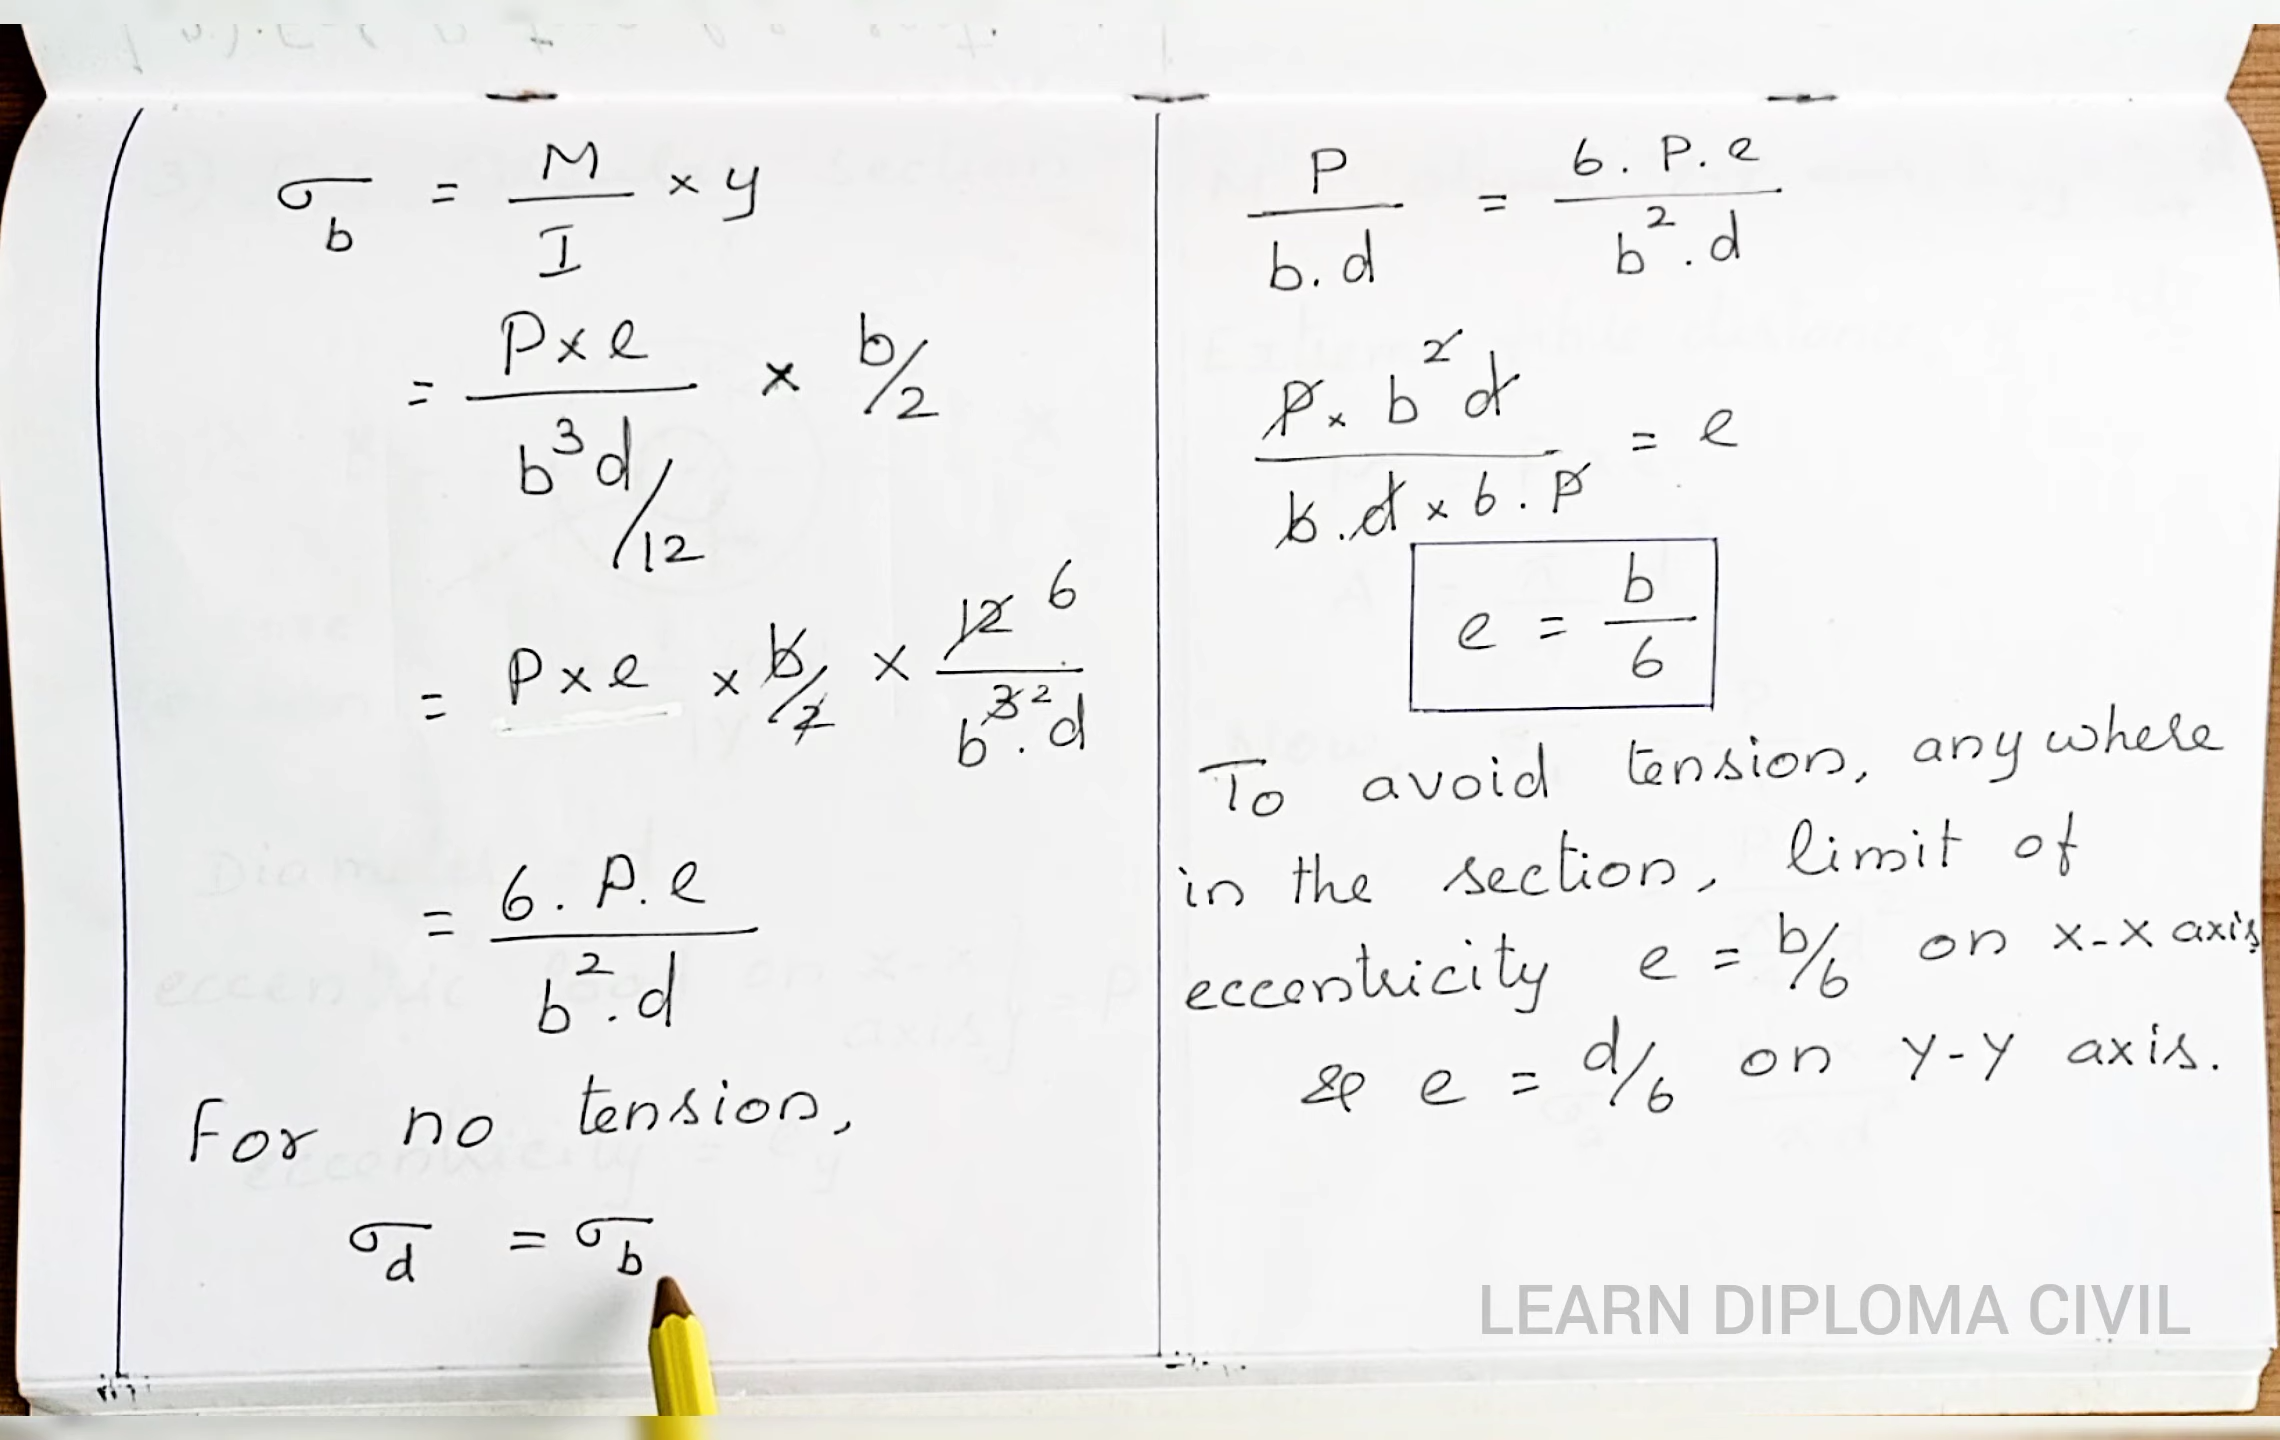 σb = M/I × y
= P×e / b³d/12 × b/2
= P×e × b/2 × 12 6 / b³ ² . d
= 6. P. e / b². d
For no tension,
σd = σb
P / b. d = 6. P. e / b². d
P × b² d / b. d × 6. P = e
e = b/6
To avoid tension, anywhere
in the section, limit of
eccentricity e = b/6 on x-x axis
& e = d/6 on y-y axis.
LEARN DIPLOMA CIVIL